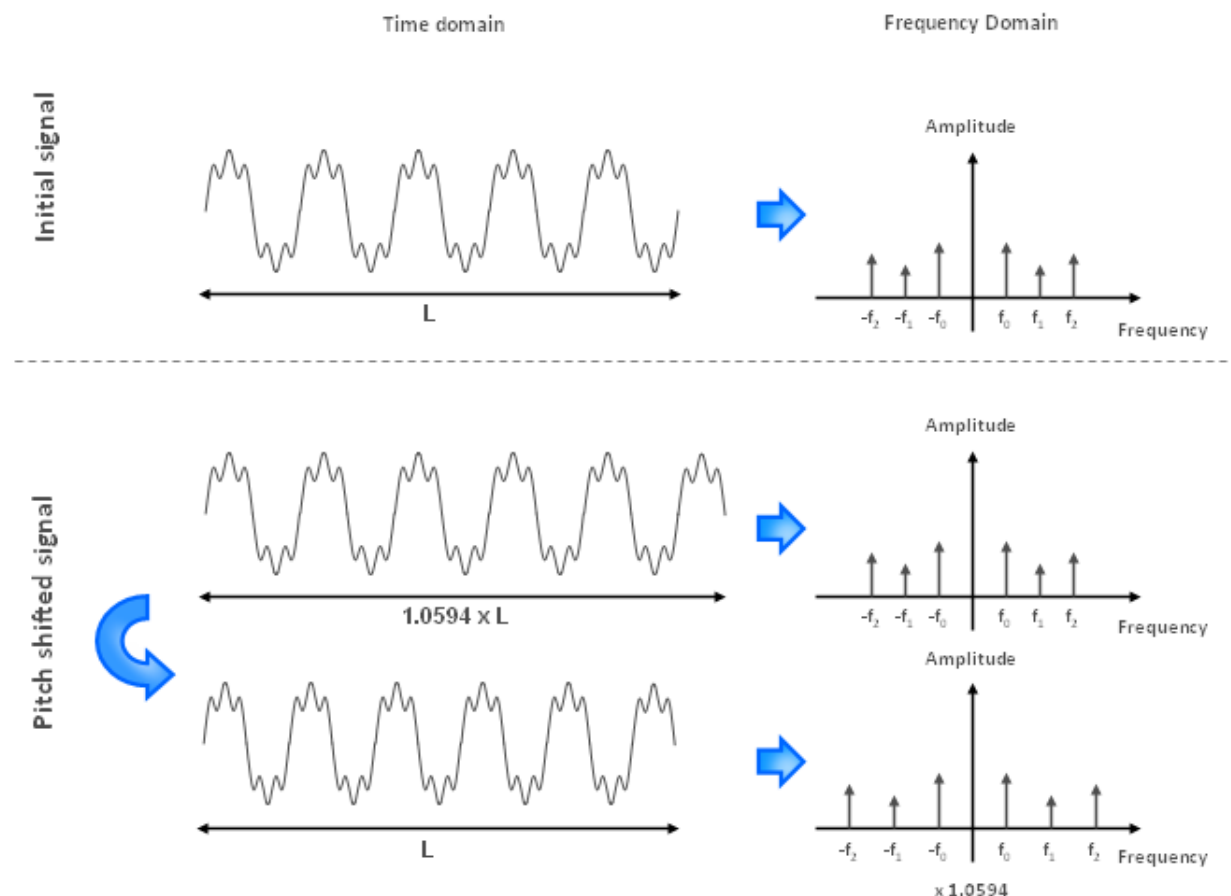 Time domain
Frequency Domain
Initial signal
Amplitude
L
-f₂ -f₁ -f₀ f₀ f₁ f₂
Frequency
Pitch shifted signal
Amplitude
1.0594 x L
-f₂ -f₁ -f₀ f₀ f₁ f₂
Frequency
Amplitude
L
-f₂ -f₁ -f₀ f₀ f₁ f₂
Frequency
x 1.0594